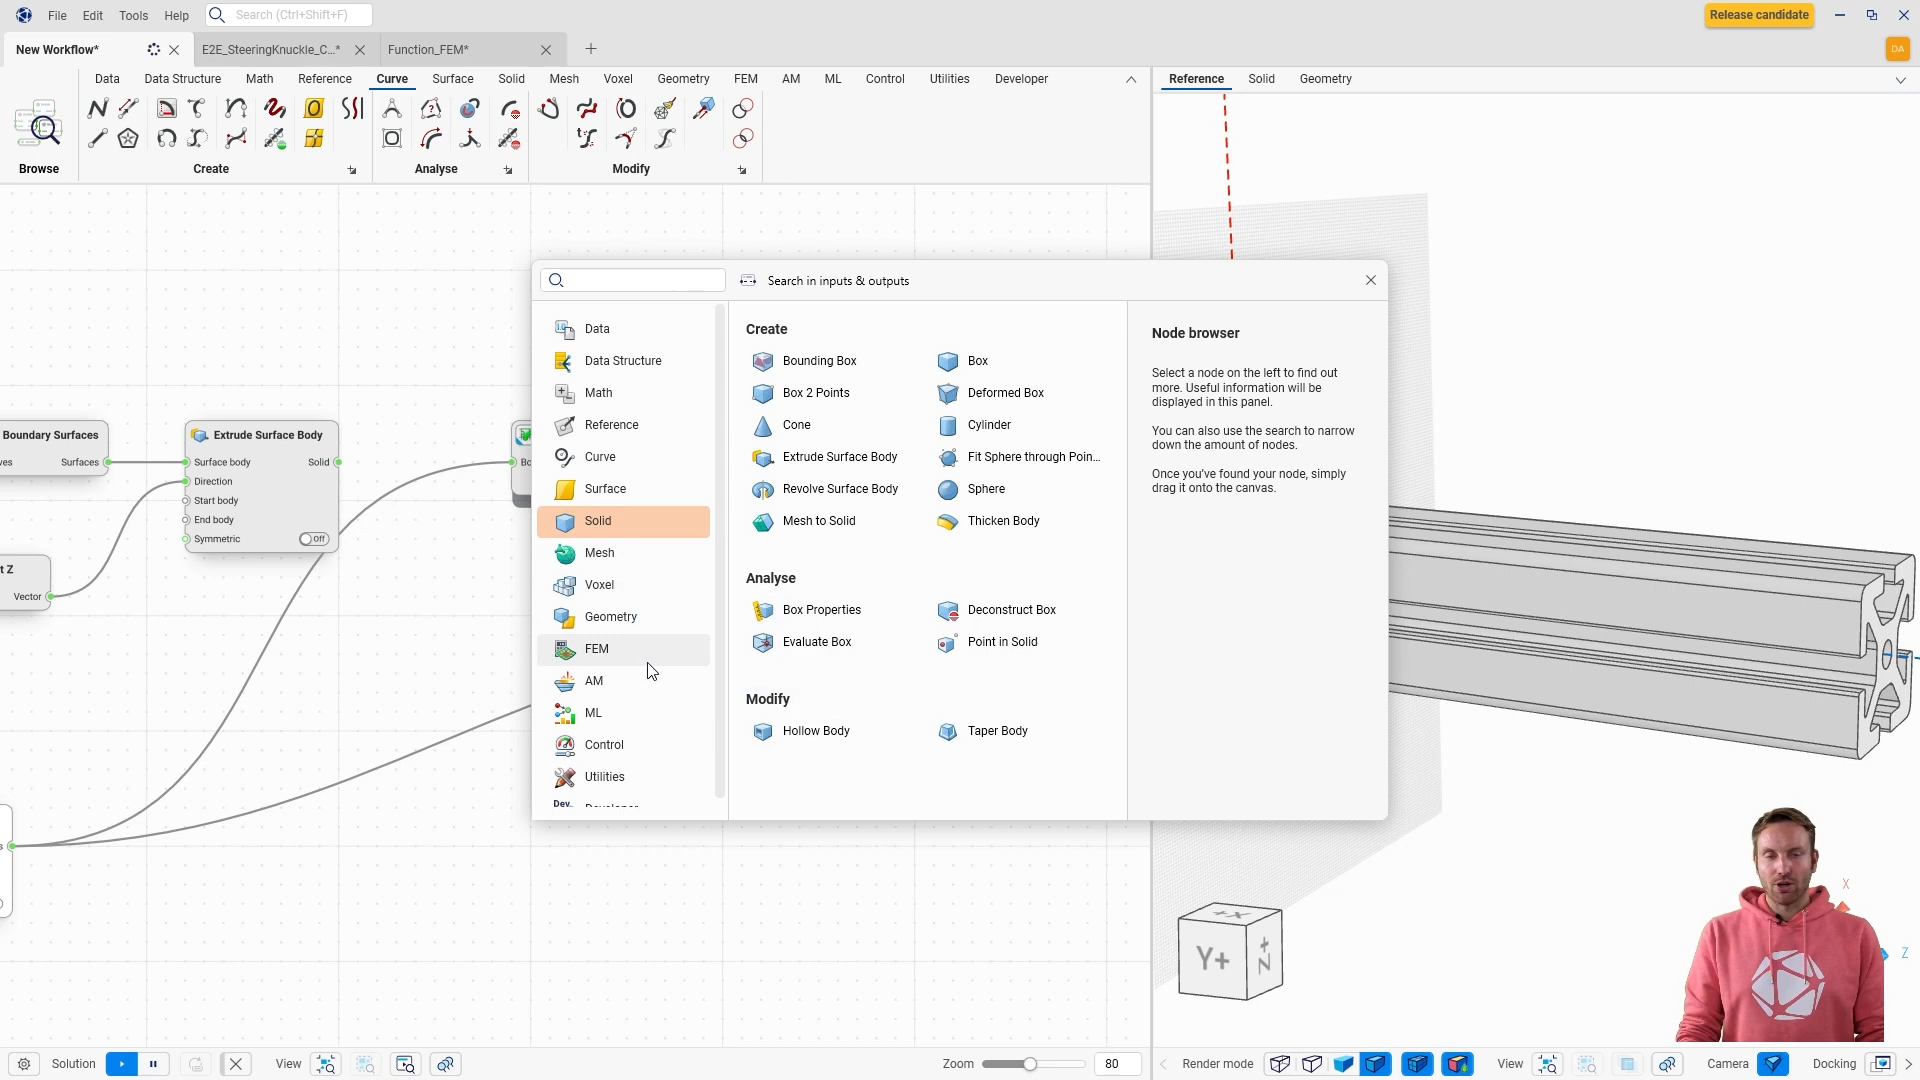 File Edit Tools Help Search (Ctrl+Shift+F) Release candidate
New Workflow* E2E_SteeringKnuckle_C...* Function_FEM* DA
Data Data Structure Math Reference Curve Surface Solid Mesh Voxel Geometry FEM AM ML Control Utilities Developer
Reference Solid Geometry
Browse Create Analyse Modify
Search in inputs & outputs
Data
Data Structure
Math
Reference
Curve
Surface
Solid
Mesh
Voxel
Geometry
FEM
AM
ML
Control
Utilities
Dev.
Create
Bounding Box Box
Box 2 Points Deformed Box
Cone Cylinder
Extrude Surface Body Fit Sphere through Poin...
Revolve Surface Body Sphere
Mesh to Solid Thicken Body
Analyse
Box Properties Deconstruct Box
Evaluate Box Point in Solid
Modify
Hollow Body Taper Body
Node browser
Select a node on the left to find out
more. Useful information will be
displayed in this panel.
You can also use the search to narrow
down the amount of nodes.
Once you've found your node, simply
drag it onto the canvas.
Boundary Surfaces
ves Surfaces
Extrude Surface Body
Surface body Solid
Direction
Start body
End body
Symmetric Off
t Z
Vector
s
Bo
+X
Y+
+Z
X
Z
Solution View Zoom 80
Render mode View Camera Docking